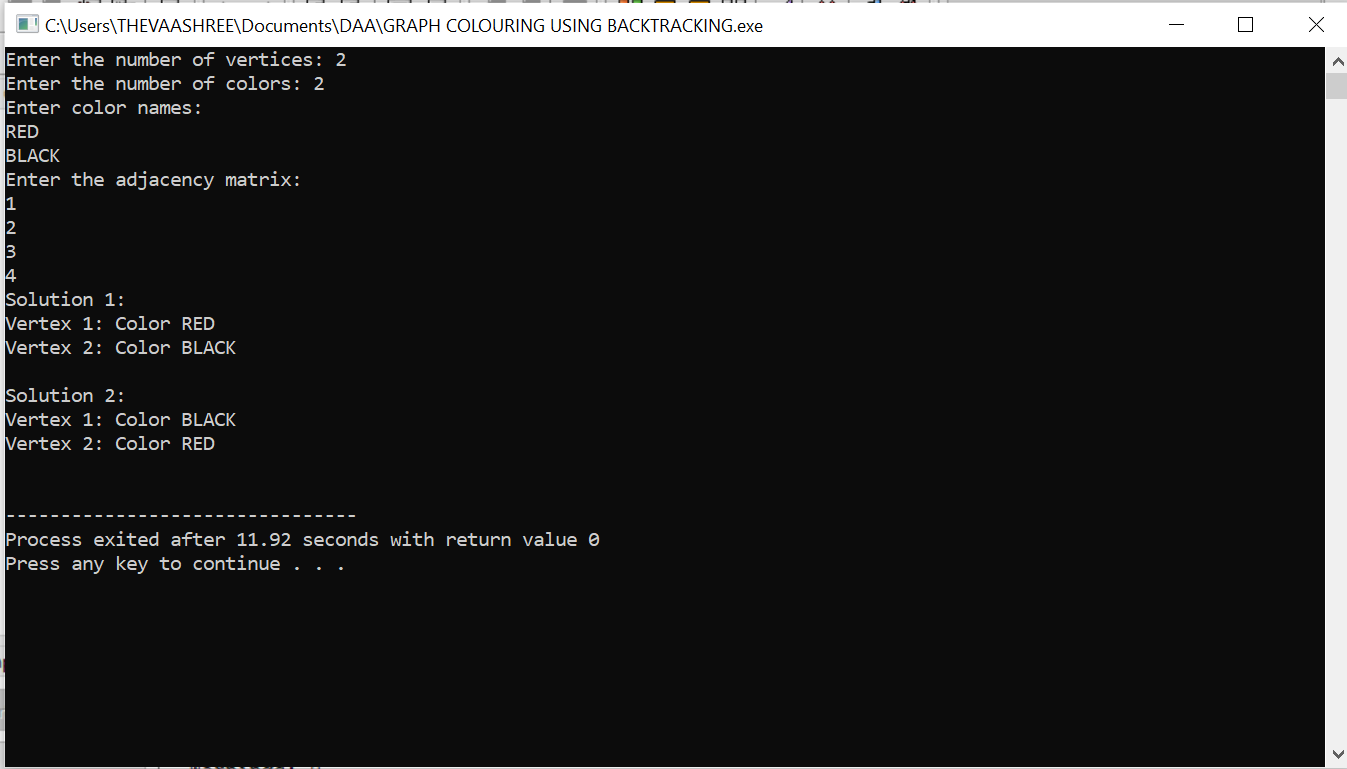 C:\Users\THEVAASHREE\Documents\DAA\GRAPH COLOURING USING BACKTRACKING.exe
Enter the number of vertices: 2
Enter the number of colors: 2
Enter color names:
RED
BLACK
Enter the adjacency matrix:
1
2
3
4
Solution 1:
Vertex 1: Color RED
Vertex 2: Color BLACK
Solution 2:
Vertex 1: Color BLACK
Vertex 2: Color RED
--------------------------------
Process exited after 11.92 seconds with return value 0
Press any key to continue . . .